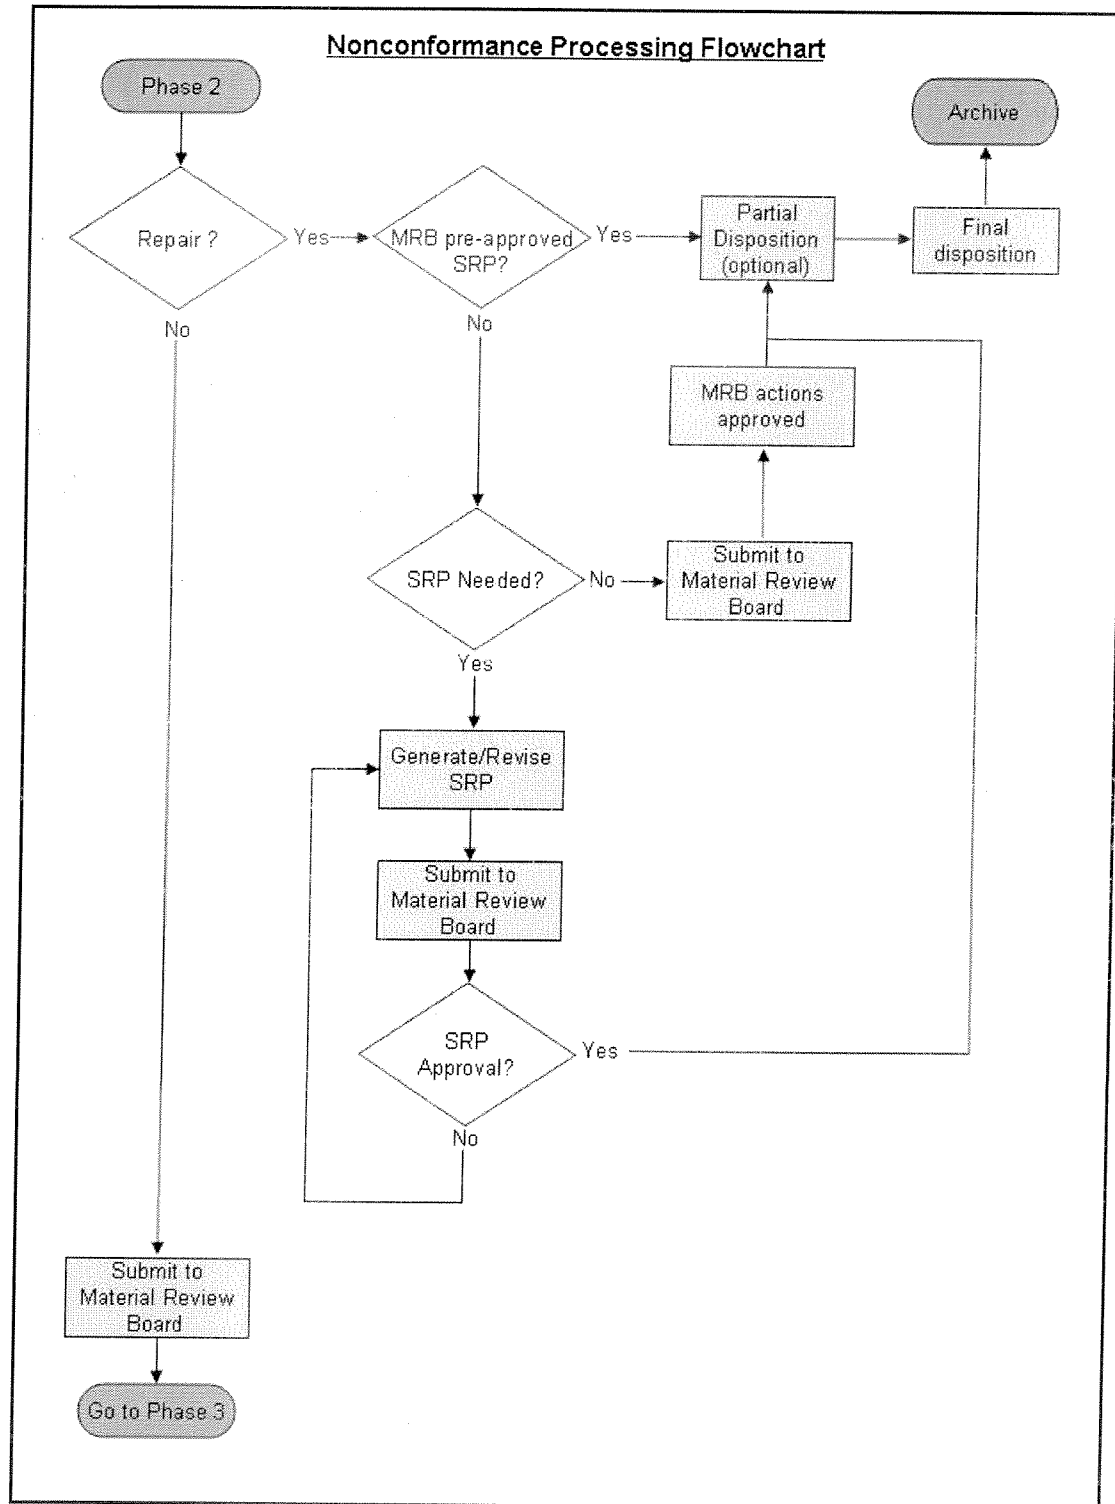 Nonconformance Processing Flowchart
Phase 2
Archive
Repair ?
Yes
MRB pre-approved
SRP?
Yes
Partial
Disposition
(optional)
Final
disposition
No
No
MRB actions
approved
SRP Needed?
No
Submit to
Material Review
Board
Yes
Generate/Revise
SRP
Submit to
Material Review
Board
SRP
Approval?
Yes
No
Submit to
Material Review
Board
Go to Phase 3